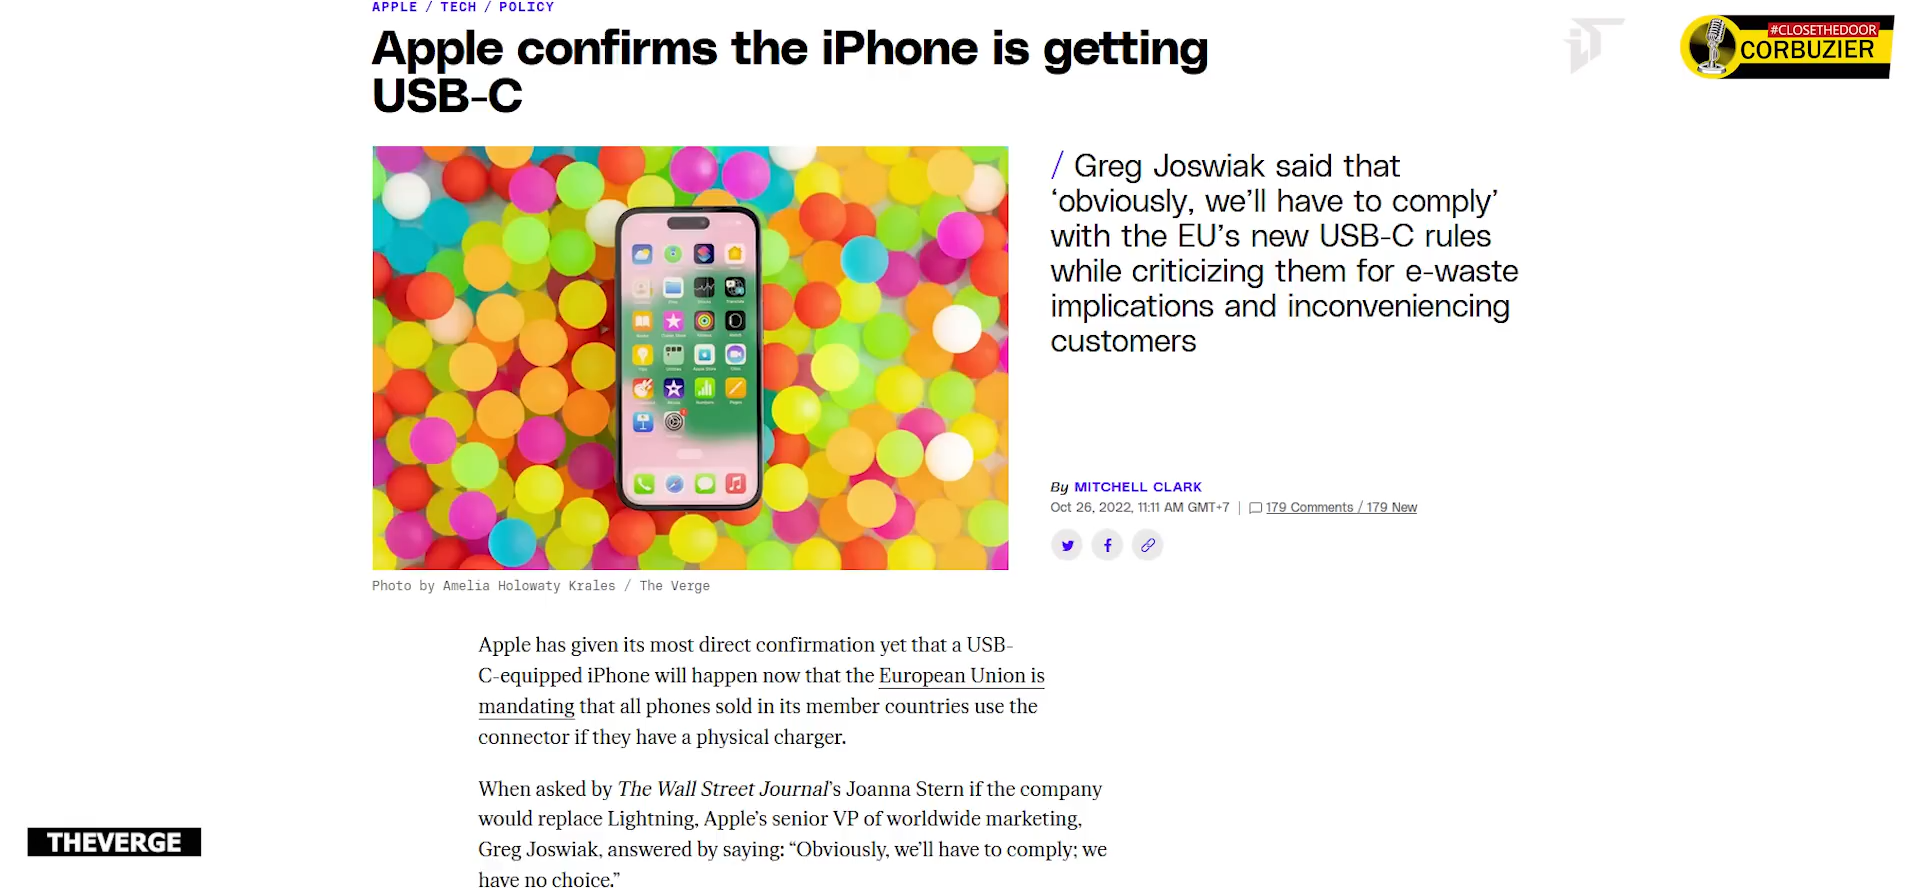 APPLE / TECH / POLICY
Apple confirms the iPhone is getting
USB-C
#CLOSETHEDOOR
CORBUZIER
/ Greg Joswiak said that
‘obviously, we’ll have to comply’
with the EU’s new USB-C rules
while criticizing them for e-waste
implications and inconveniencing
customers
By MITCHELL CLARK
Oct 26, 2022, 11:11 AM GMT+7 | 179 Comments / 179 New
Photo by Amelia Holowaty Krales / The Verge
Apple has given its most direct confirmation yet that a USB-
C-equipped iPhone will happen now that the European Union is
mandating that all phones sold in its member countries use the
connector if they have a physical charger.
When asked by The Wall Street Journal’s Joanna Stern if the company
would replace Lightning, Apple’s senior VP of worldwide marketing,
Greg Joswiak, answered by saying: “Obviously, we’ll have to comply; we
have no choice.”
THEVERGE